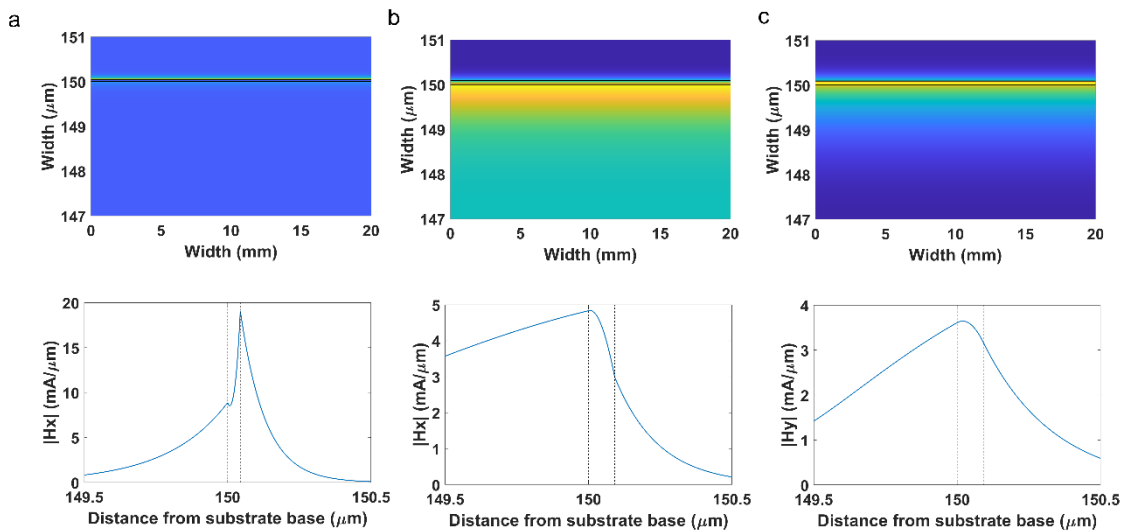 a
151
150
149
148
147
Width (μm)
0 5 10 15 20
Width (mm)
b
151
150
149
148
147
Width (μm)
0 5 10 15 20
Width (mm)
c
151
150
149
148
147
Width (μm)
0 5 10 15 20
Width (mm)
20
15
10
5
0
|Hx| (mA/μm)
149.5 150 150.5
Distance from substrate base (μm)
5
4
3
2
1
0
|Hx| (mA/μm)
149.5 150 150.5
Distance from substrate base (μm)
4
3
2
1
0
|Hy| (mA/μm)
149.5 150 150.5
Distance from substrate base (μm)